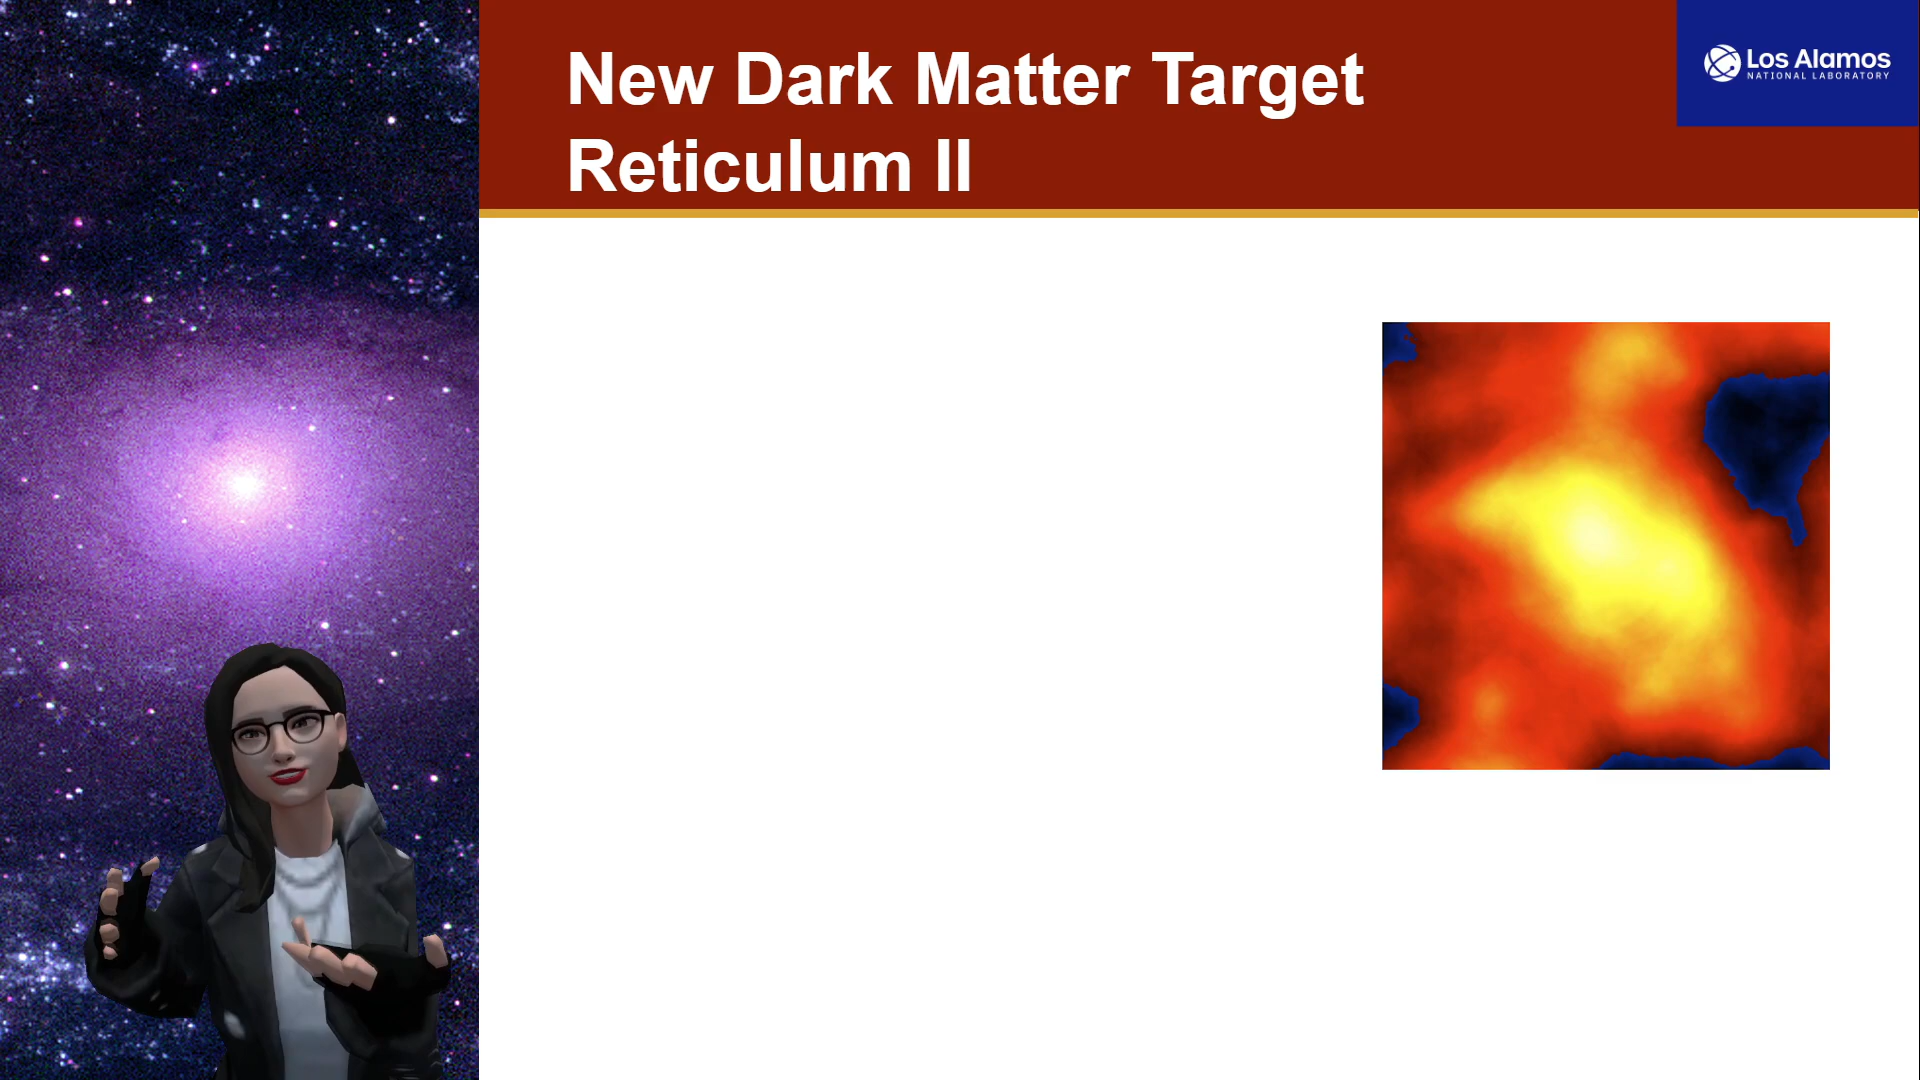 New Dark Matter Target
Reticulum II
Los Alamos
NATIONAL LABORATORY